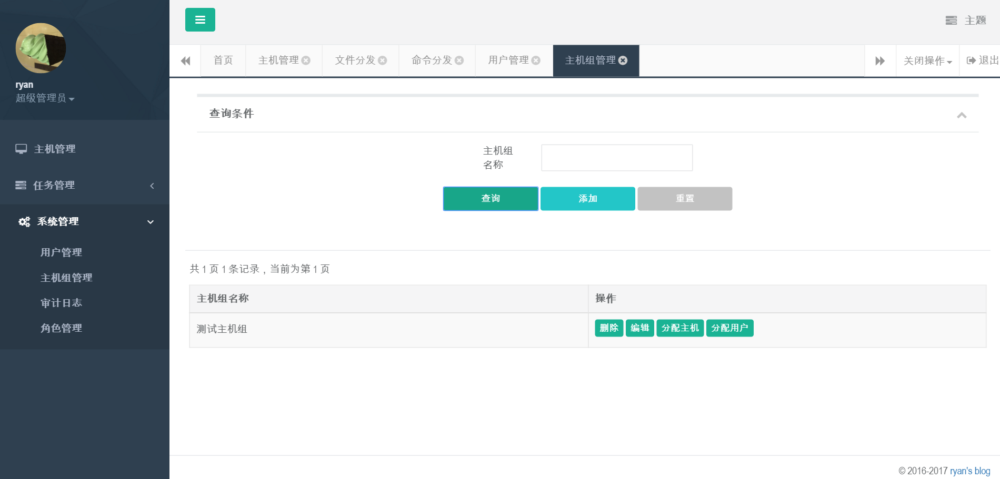 主题
首页
主机管理
文件分发
命令分发
用户管理
主机组管理
关闭操作
退出
ryan
超级管理员
主机管理
任务管理
系统管理
用户管理
主机组管理
审计日志
角色管理
查询条件
主机组
名称
查询
添加
重置
共 1 页 1 条记录，当前为第 1 页
主机组名称
操作
测试主机组
删除
编辑
分配主机
分配用户
© 2016-2017 ryan's blog